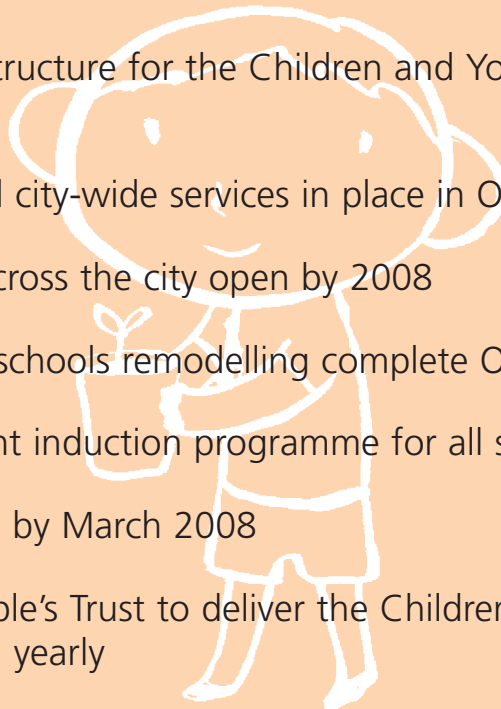 tructure for the Children and Yo
city-wide services in place in O
cross the city open by 2008
schools remodelling complete O
nt induction programme for all s
by March 2008
ple's Trust to deliver the Children
yearly